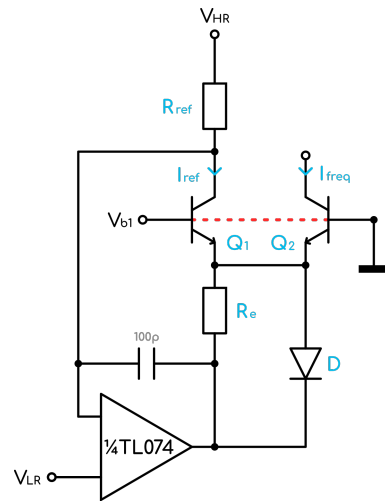 VHR
Rref
Iref
Ifreq
Vb1
Q1
Q2
Re
100p
D
¼TL074
VLR